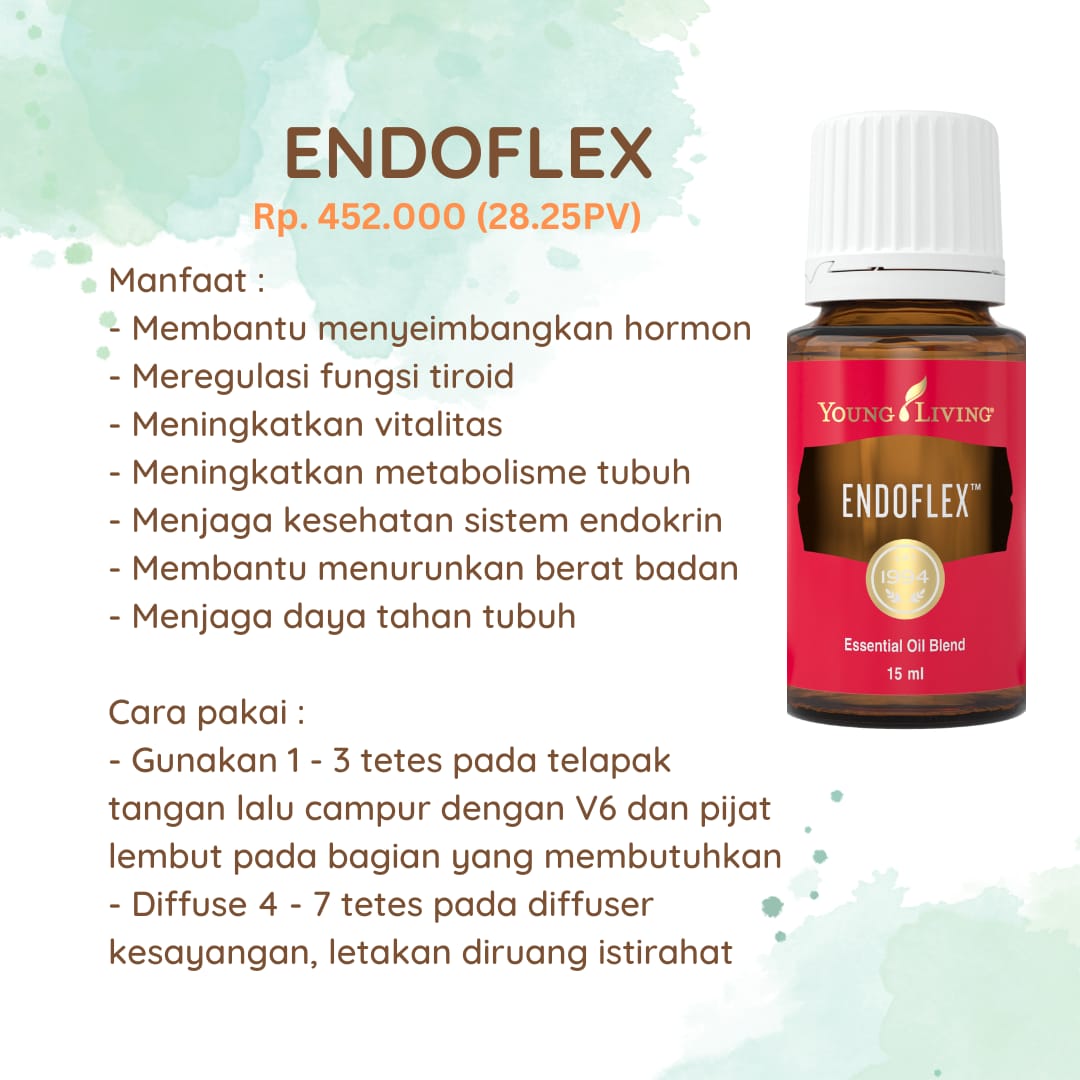 ENDOFLEX
Rp. 452.000 (28.25PV)
Manfaat :
- Membantu menyeimbangkan hormon
- Meregulasi fungsi tiroid
- Meningkatkan vitalitas
- Meningkatkan metabolisme tubuh
- Menjaga kesehatan sistem endokrin
- Membantu menurunkan berat badan
- Menjaga daya tahan tubuh
Cara pakai :
- Gunakan 1 - 3 tetes pada telapak
tangan lalu campur dengan V6 dan pijat
lembut pada bagian yang membutuhkan
- Diffuse 4 - 7 tetes pada diffuser
kesayangan, letakan diruang istirahat
YOUNG LIVING®
ENDOFLEX™
1994
Essential Oil Blend
15 ml